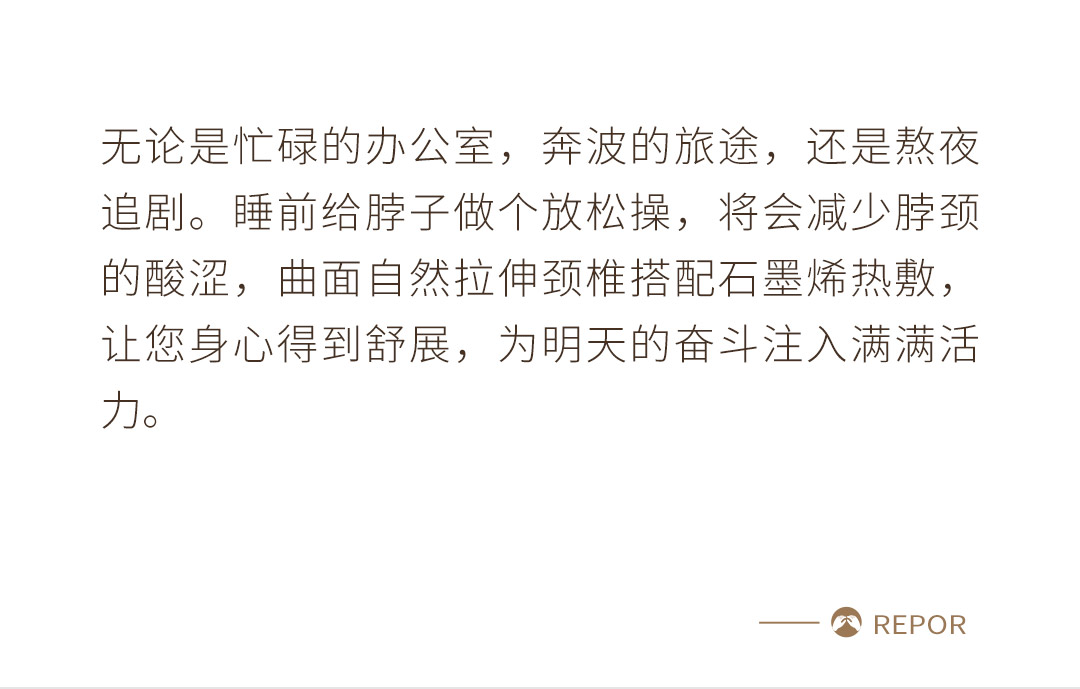 无论是忙碌的办公室，奔波的旅途，还是熬夜
追剧。睡前给脖子做个放松操，将会减少脖颈
的酸涩，曲面自然拉伸颈椎搭配石墨烯热敷，
让您身心得到舒展，为明天的奋斗注入满满活
力。
REPOR